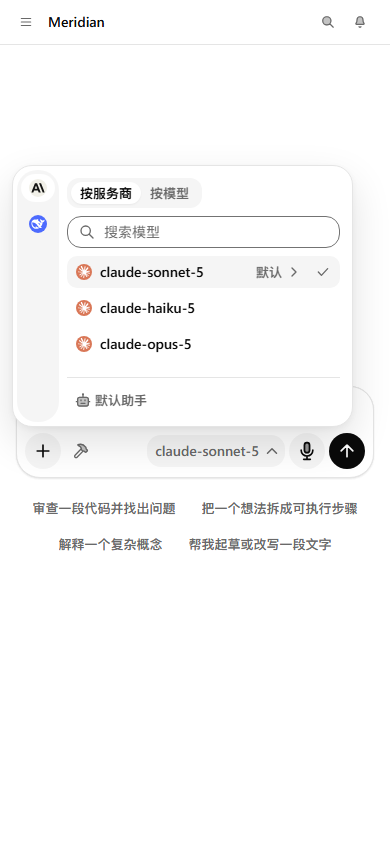 Meridian
按服务商 按模型
搜索模型
claude-sonnet-5 默认
claude-haiku-5
claude-opus-5
默认助手
claude-sonnet-5
审查一段代码并找出问题 把一个想法拆成可执行步骤
解释一个复杂概念 帮我起草或改写一段文字